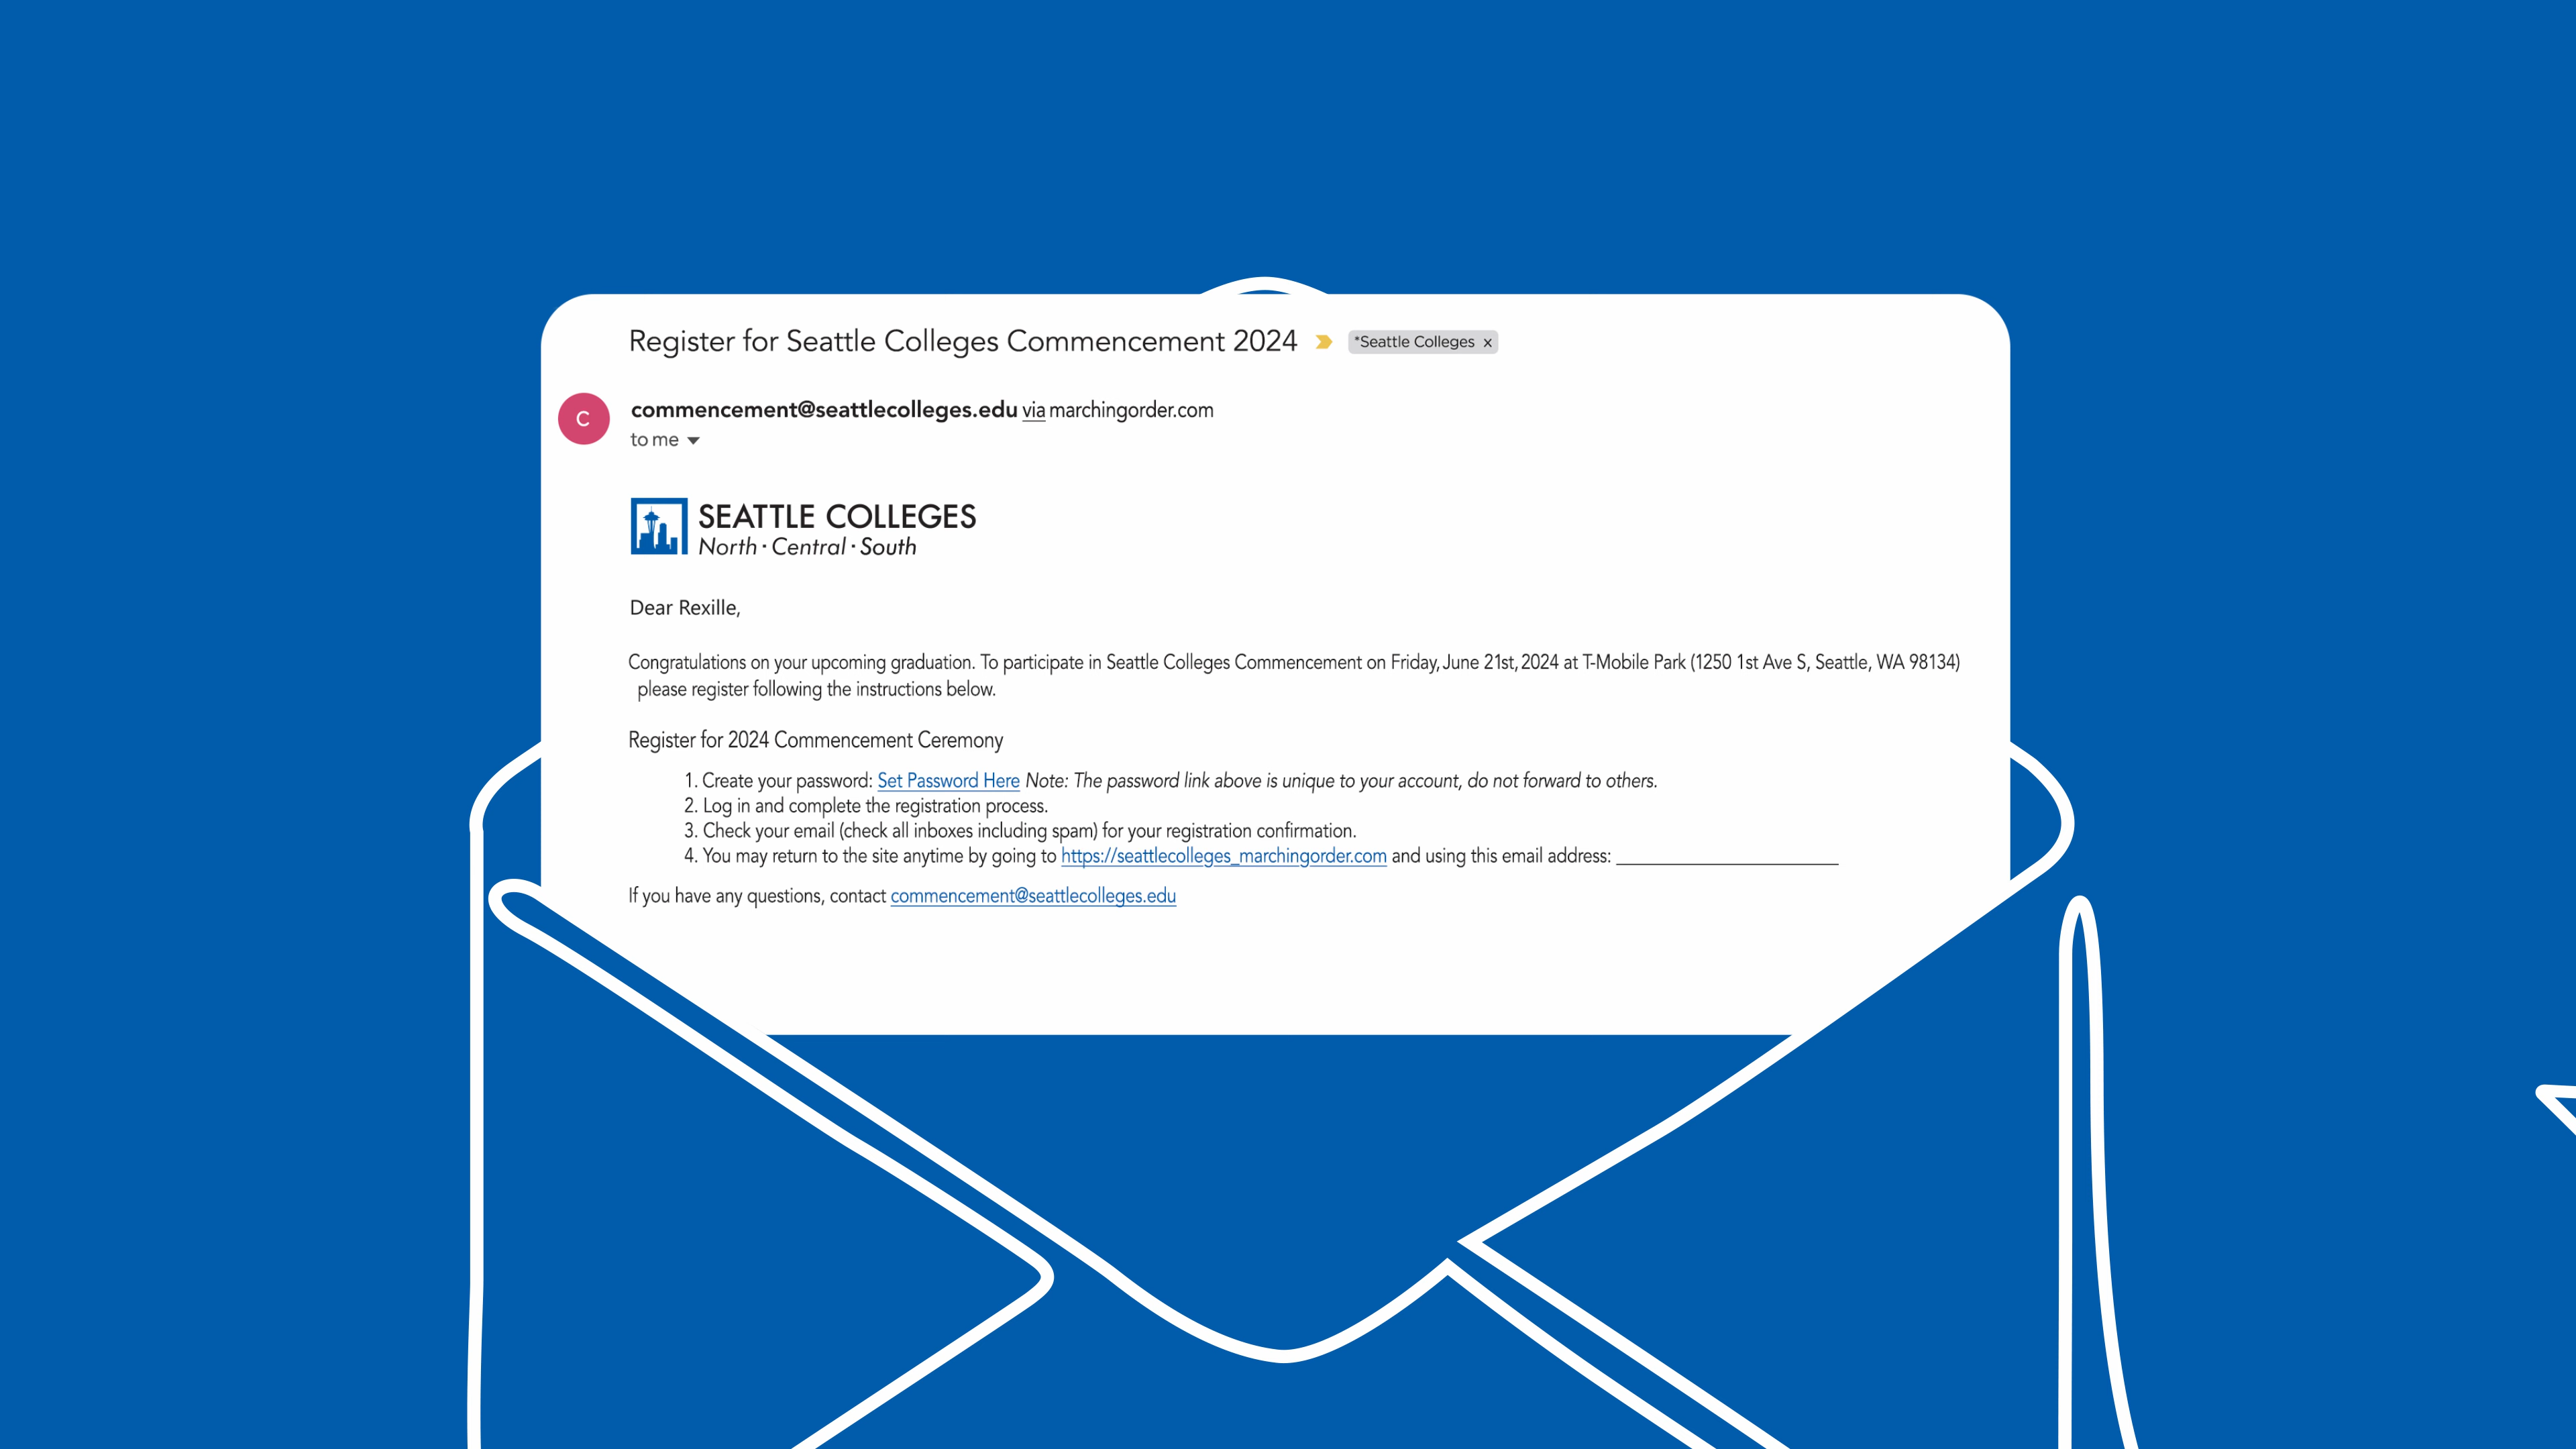 Register for Seattle Colleges Commencement 2024 *Seattle Colleges x
C
commencement@seattlecolleges.edu via marchingorder.com
to me
SEATTLE COLLEGES
North · Central · South
Dear Rexille,
Congratulations on your upcoming graduation. To participate in Seattle Colleges Commencement on Friday, June 21st, 2024 at T-Mobile Park (1250 1st Ave S, Seattle, WA 98134)
please register following the instructions below.
Register for 2024 Commencement Ceremony
1. Create your password: Set Password Here Note: The password link above is unique to your account, do not forward to others.
2. Log in and complete the registration process.
3. Check your email (check all inboxes including spam) for your registration confirmation.
4. You may return to the site anytime by going to https://seattlecolleges_marchingorder.com and using this email address: ____________________
If you have any questions, contact commencement@seattlecolleges.edu